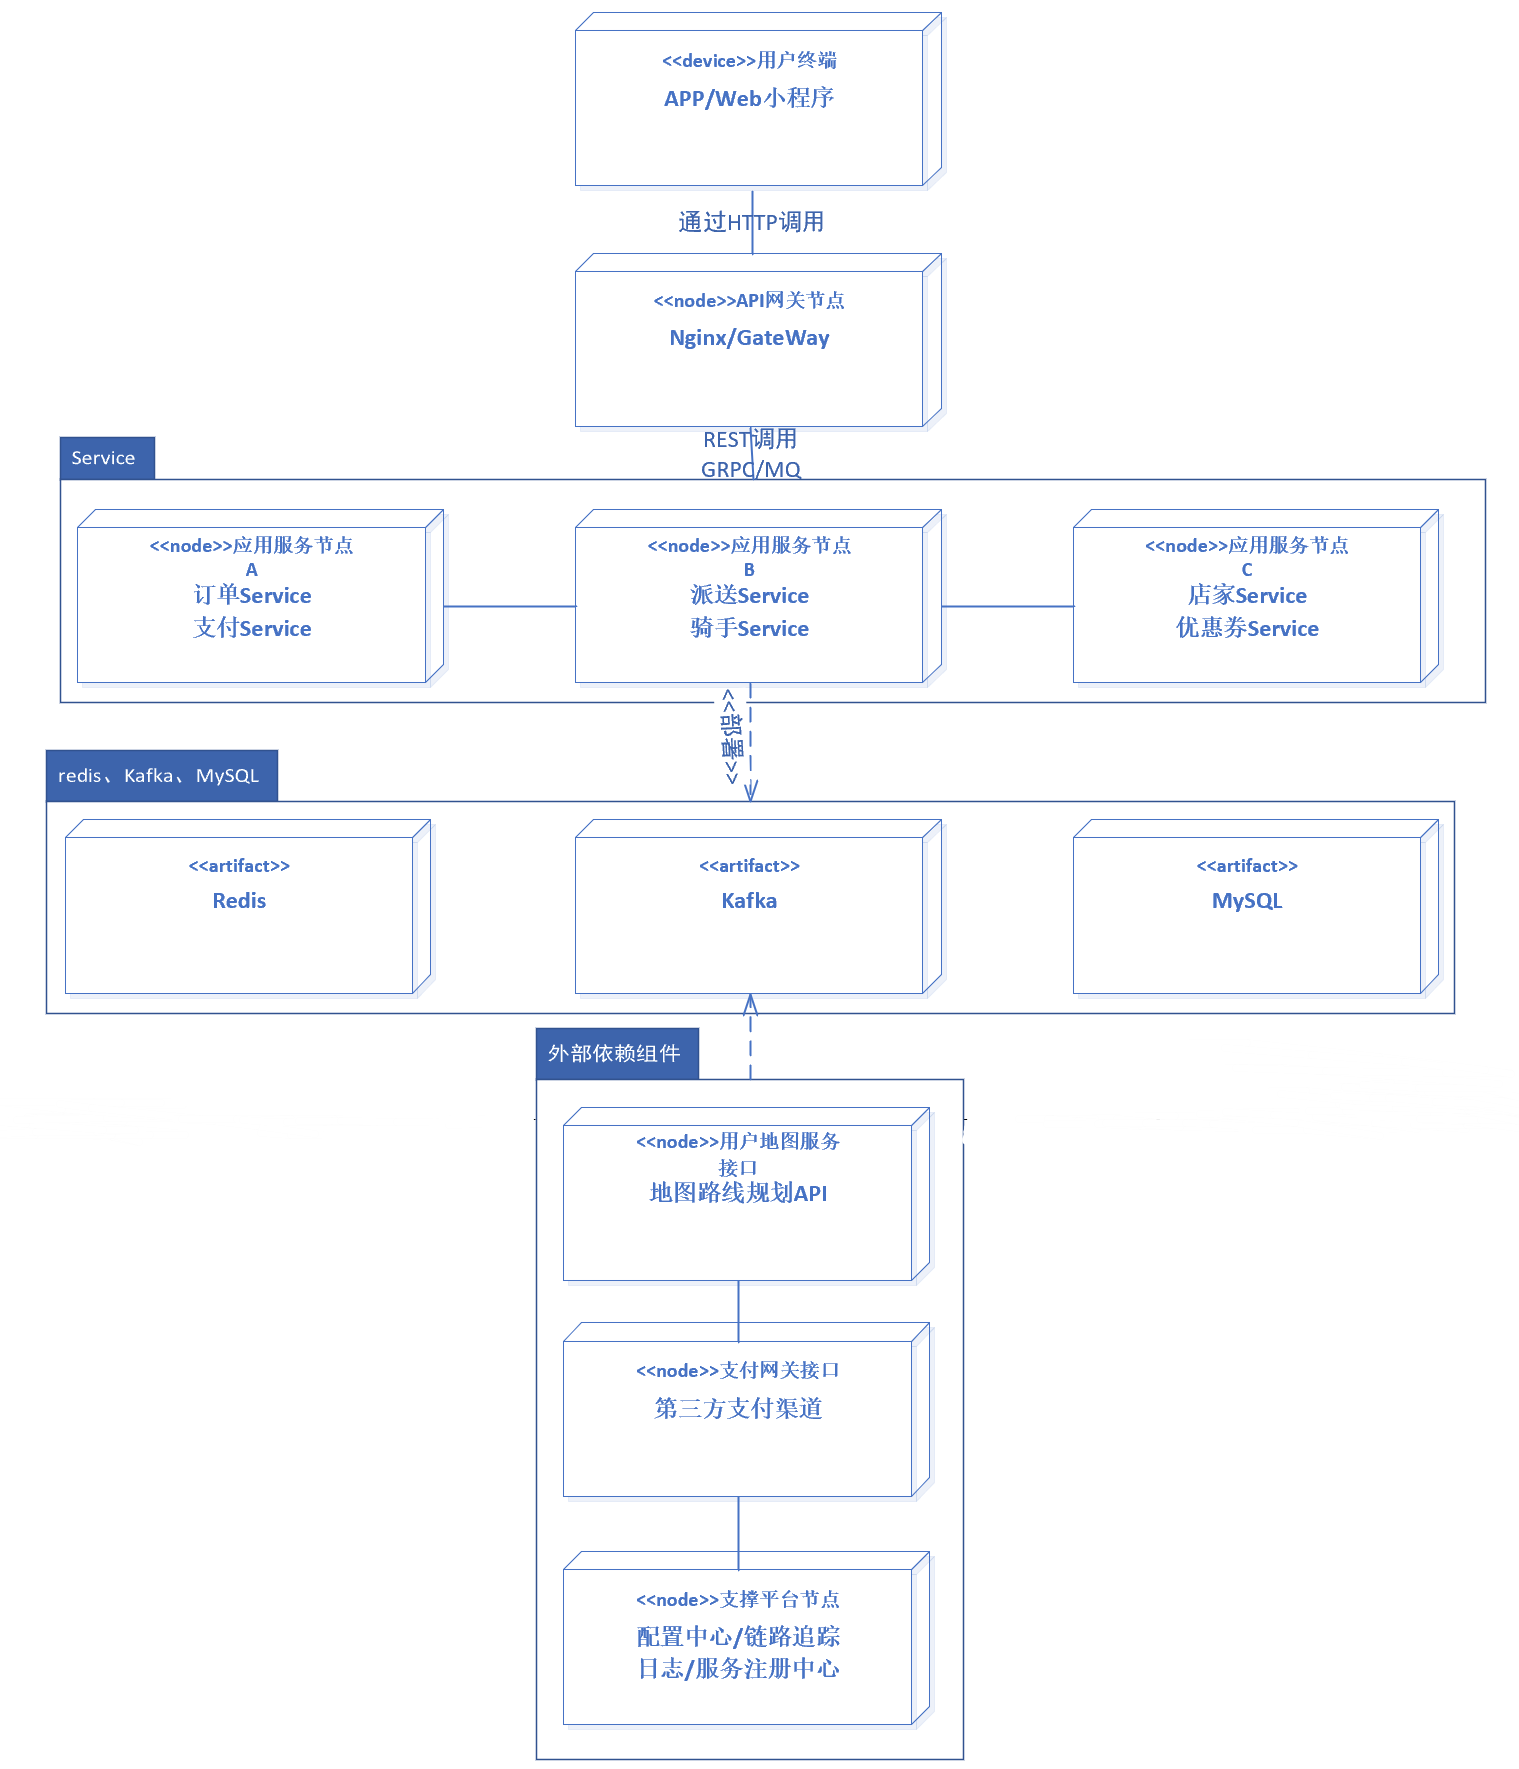 <<device>>用户终端
APP/Web小程序
通过HTTP调用
<<node>>API网关节点
Nginx/GateWay
REST调用
GRPC/MQ
Service
<<node>>应用服务节点
A
订单Service
支付Service
<<node>>应用服务节点
B
派送Service
骑手Service
<<node>>应用服务节点
C
店家Service
优惠券Service
<<部署>>
redis、Kafka、MySQL
<<artifact>>
Redis
<<artifact>>
Kafka
<<artifact>>
MySQL
外部依赖组件
<<node>>用户地图服务
接口
地图路线规划API
<<node>>支付网关接口
第三方支付渠道
<<node>>支撑平台节点
配置中心/链路追踪
日志/服务注册中心